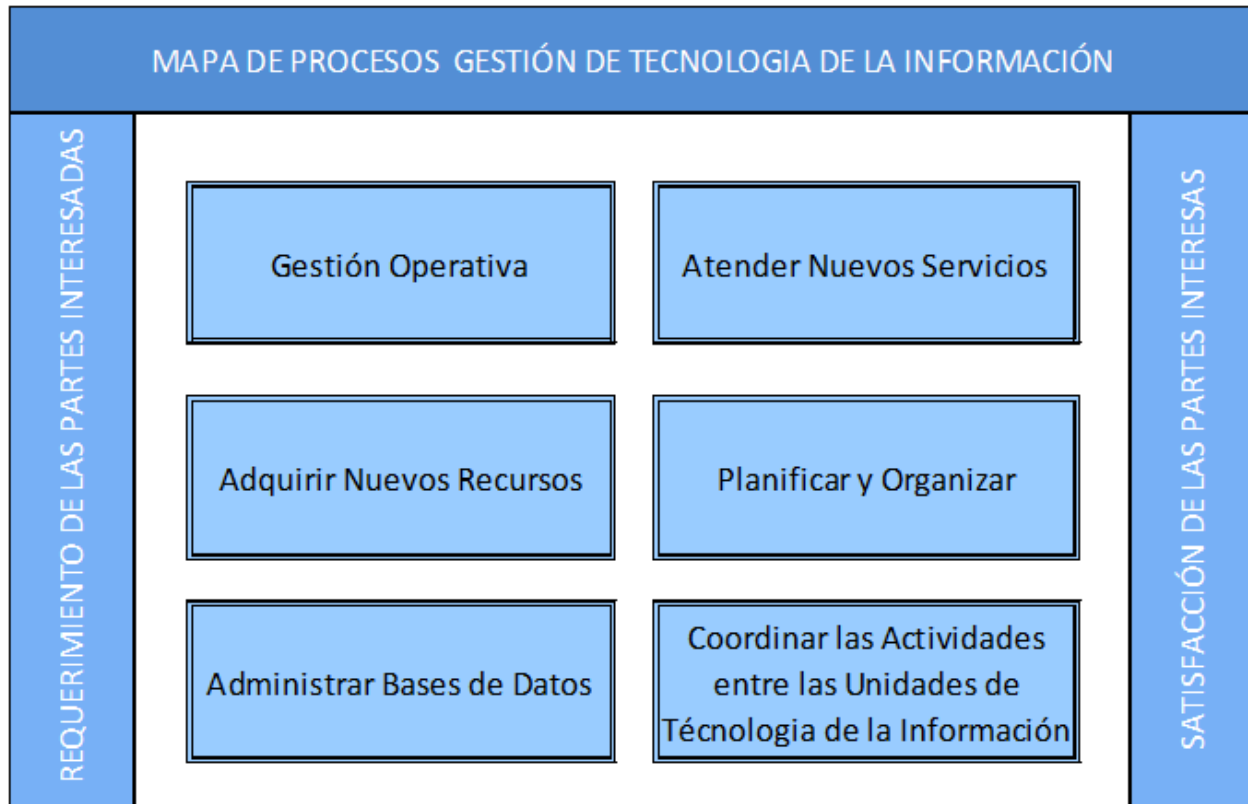 MAPA DE PROCESOS GESTIÓN DE TECNOLOGIA DE LA INFORMACIÓN
REQUERIMIENTO DE LAS PARTES INTERESADAS
Gestión Operativa
Atender Nuevos Servicios
Adquirir Nuevos Recursos
Planificar y Organizar
Administrar Bases de Datos
Coordinar las Actividades
entre las Unidades de
Técnologia de la Información
SATISFACCIÓN DE LAS PARTES INTERESAS